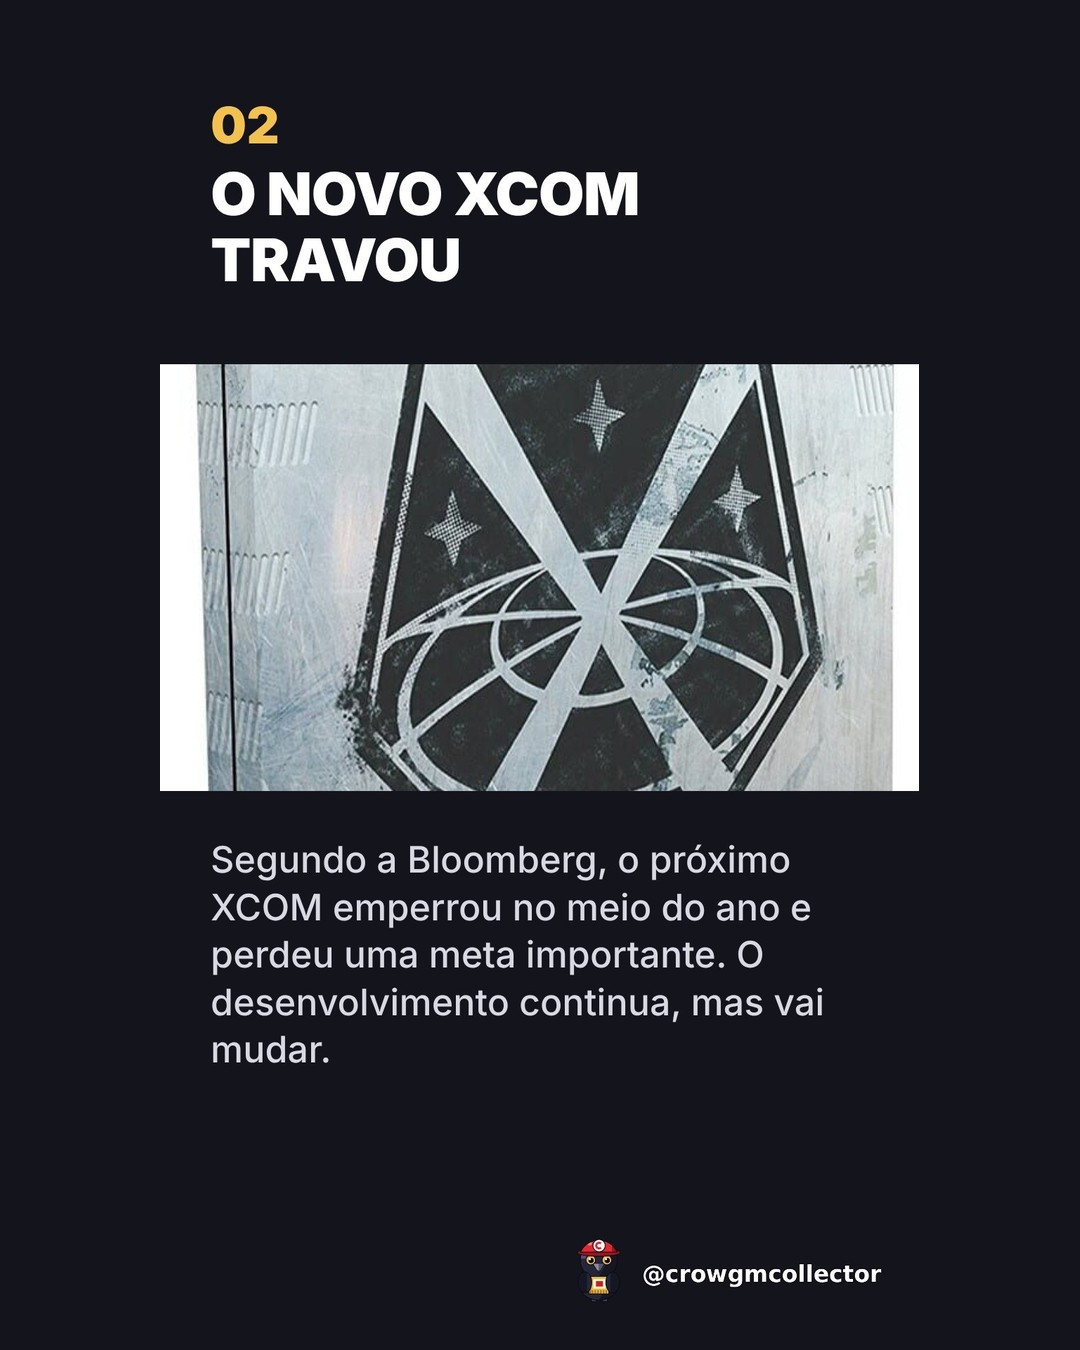 02
O NOVO XCOM
TRAVOU
Segundo a Bloomberg, o próximo
XCOM emperrou no meio do ano e
perdeu uma meta importante. O
desenvolvimento continua, mas vai
mudar.
C
@crowgmcollector